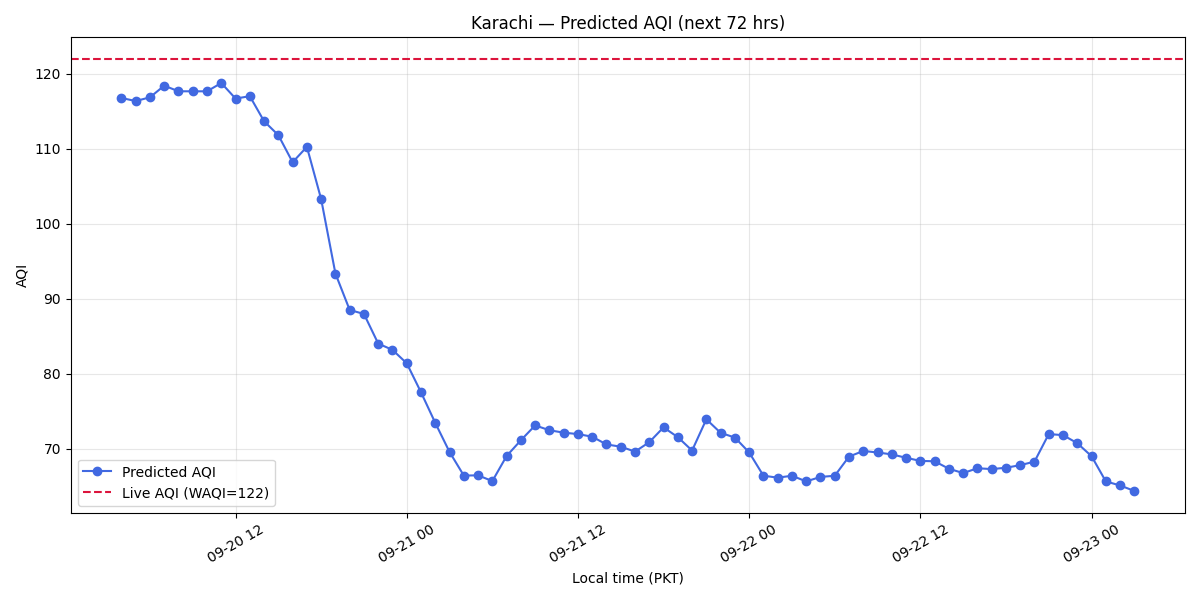 Karachi — Predicted AQI (next 72 hrs)
120
110
100
90
80
70
AQI
Predicted AQI
Live AQI (WAQI=122)
09-20 12
09-21 00
09-21 12
09-22 00
09-22 12
09-23 00
Local time (PKT)